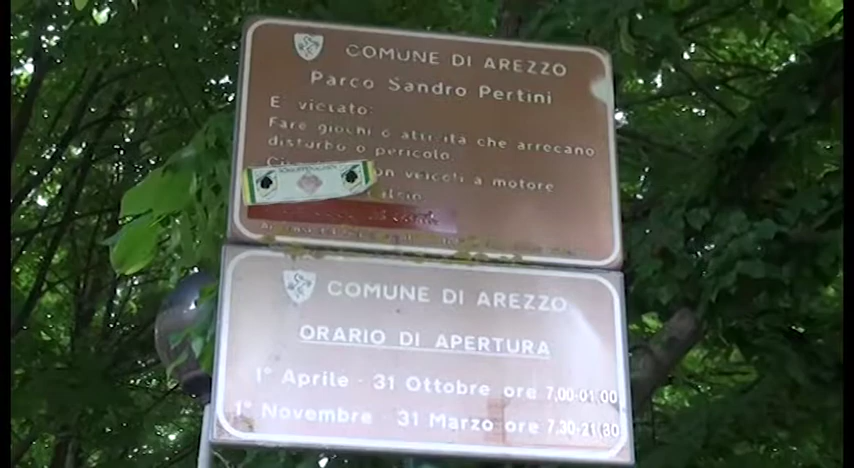 COMUNE DI AREZZO
PARCO SANDRO PERTINI
È vietato:
Fare giochi o attività che arrecano
disturbo o pericolo
con veicoli a motore
COMUNE DI AREZZO
ORARIO DI APERTURA
1° Aprile - 31 Ottobre ore 7.00-01.00
1° Novembre - 31 Marzo ore 7.30-21.30